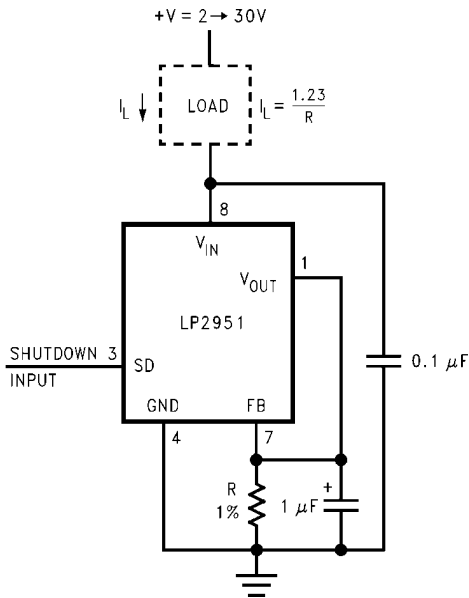 +V = 2 → 30V
I_L ↓ LOAD I_L = 1.23/R
8
V_IN
1
V_OUT
LP2951
0.1 µF
SHUTDOWN 3 SD
INPUT
GND FB
4 7
R
1%
+
1 µF